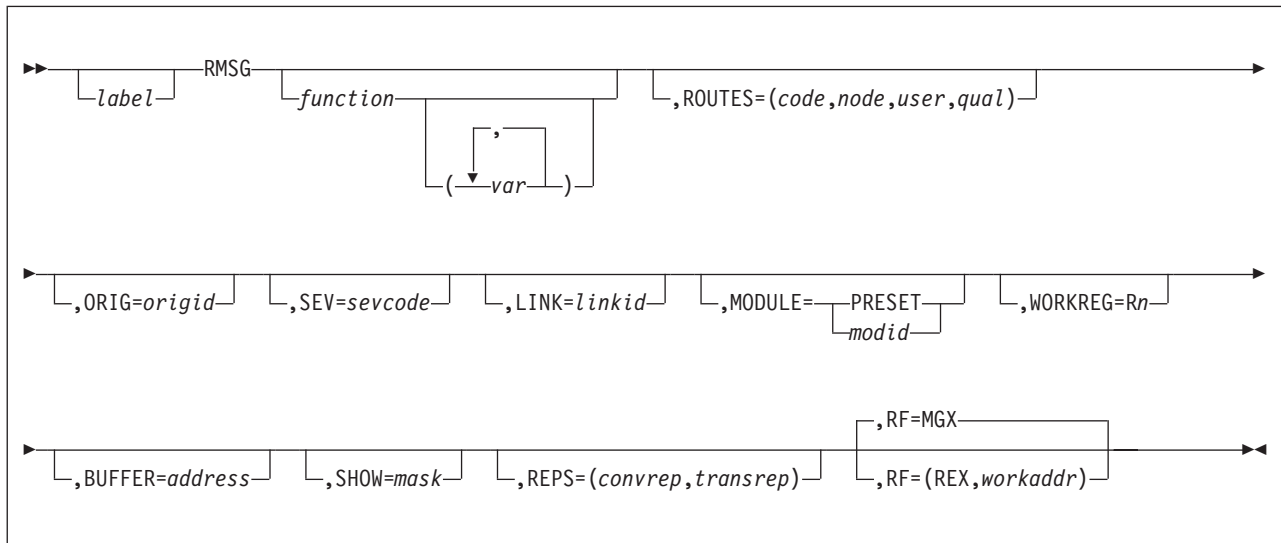 label RMSG function ( , var ) ,ROUTES=(code,node,user,qual)
,ORIG=origid ,SEV=sevcode ,LINK=linkid ,MODULE= PRESET modid ,WORKREG=Rn
,BUFFER=address ,SHOW=mask ,REPS=(convrep,transrep) ,RF=MGX ,RF=(REX,workaddr)